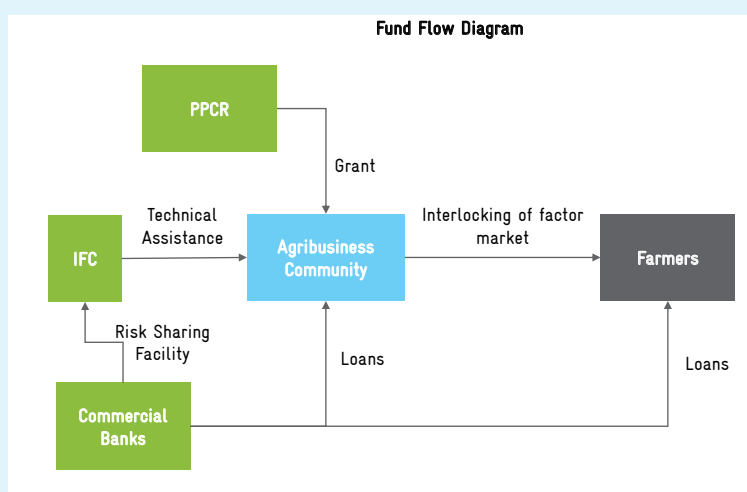 Fund Flow Diagram
PPCR
Grant
Technical
Assistance
Interlocking of factor
market
IFC
Agribusiness
Community
Farmers
Risk Sharing
Facility
Loans
Loans
Commercial
Banks